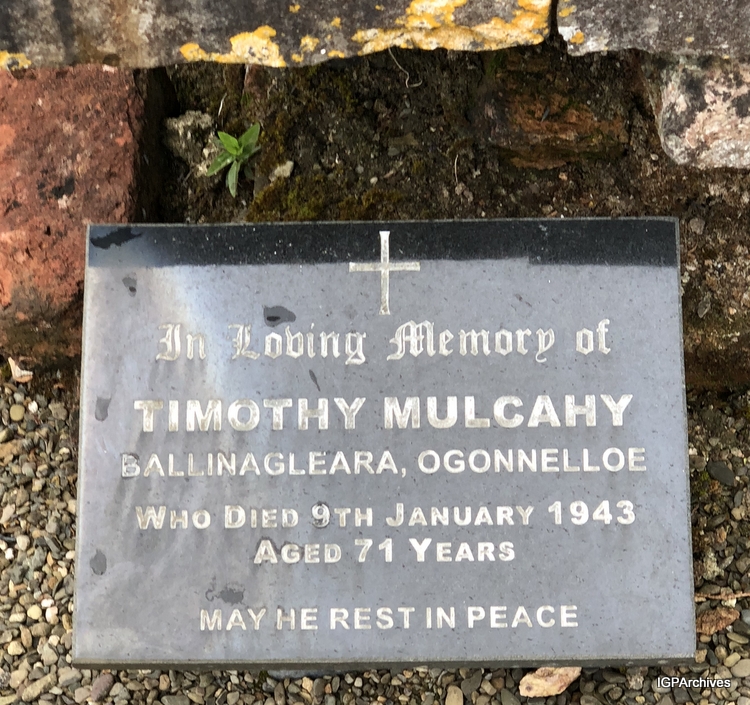 In Loving Memory of
TIMOTHY MULCAHY
BALLINAGLEARA, OGONNELLOE
WHO DIED 9TH JANUARY 1943
AGED 71 YEARS
MAY HE REST IN PEACE
IGPArchives